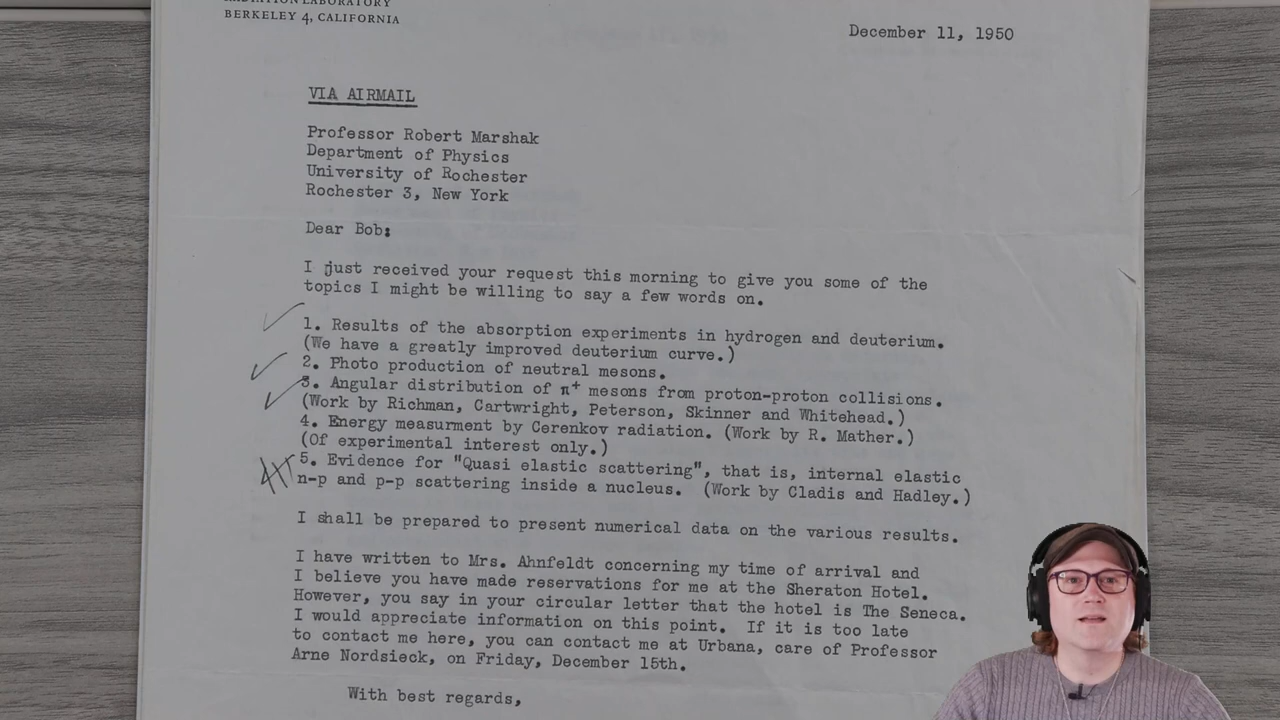 RADIATION LABORATORY
BERKELEY 4, CALIFORNIA
December 11, 1950
VIA AIRMAIL
Professor Robert Marshak
Department of Physics
University of Rochester
Rochester 3, New York
Dear Bob:
I just received your request this morning to give you some of the
topics I might be willing to say a few words on.
1. Results of the absorption experiments in hydrogen and deuterium.
(We have a greatly improved deuterium curve.)
2. Photo production of neutral mesons.
3. Angular distribution of π+ mesons from proton-proton collisions.
(Work by Richman, Cartwright, Peterson, Skinner and Whitehead.)
4. Energy measurment by Cerenkov radiation. (Work by R. Mather.)
(Of experimental interest only.)
5. Evidence for "Quasi elastic scattering", that is, internal elastic
n-p and p-p scattering inside a nucleus. (Work by Cladis and Hadley.)
I shall be prepared to present numerical data on the various results.
I have written to Mrs. Ahnfeldt concerning my time of arrival and
I believe you have made reservations for me at the Sheraton Hotel.
However, you say in your circular letter that the hotel is The Seneca.
I would appreciate information on this point. If it is too late
to contact me here, you can contact me at Urbana, care of Professor
Arne Nordsieck, on Friday, December 15th.
With best regards,